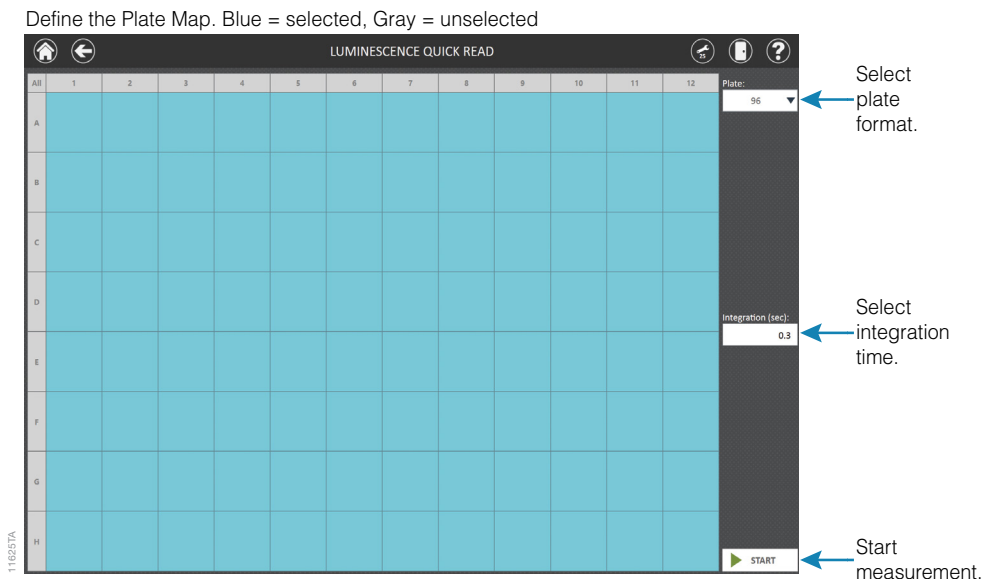 Define the Plate Map. Blue = selected, Gray = unselected
LUMINESCENCE QUICK READ
25
?
All 1 2 3 4 5 6 7 8 9 10 11 12
A
B
C
D
E
F
G
H
Plate:
96
Select
plate
format.
Integration (sec):
0.3
Select
integration
time.
START
Start
measurement.
11625TA